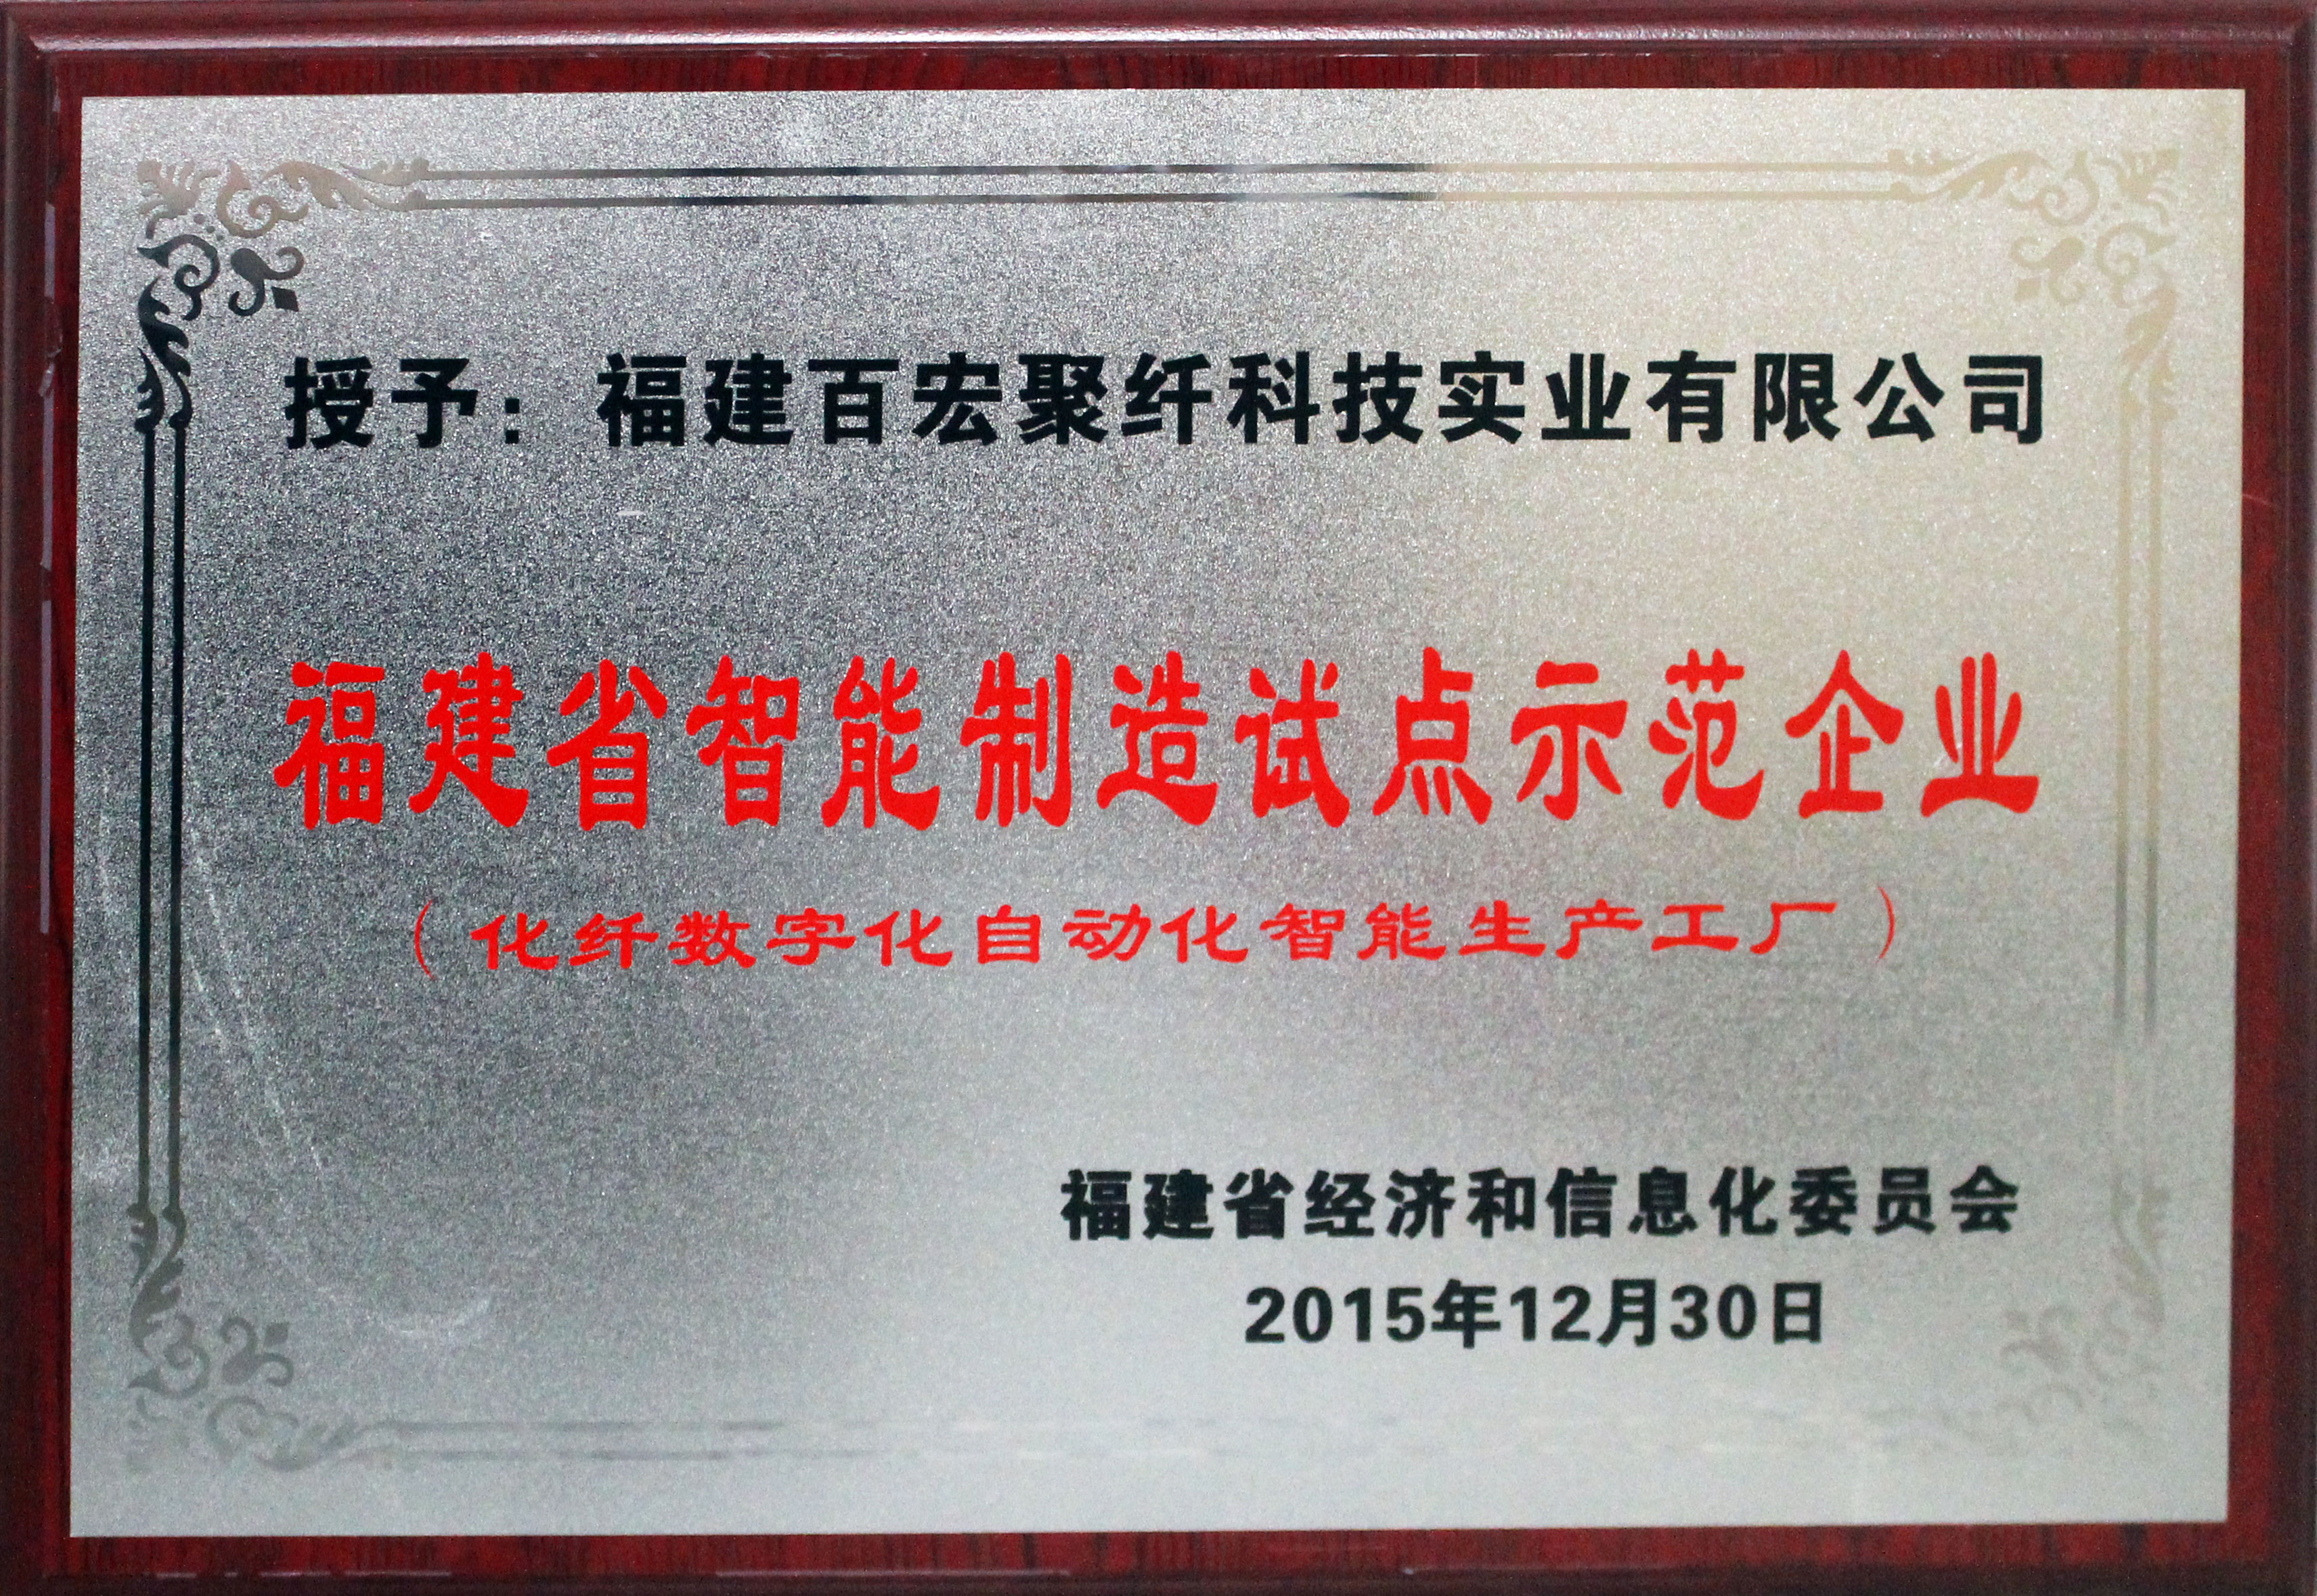 授予：福建百宏聚纤科技实业有限公司
福建省智能制造试点示范企业
（化纤数字化自动化智能生产工厂）
福建省经济和信息化委员会
2015年12月30日